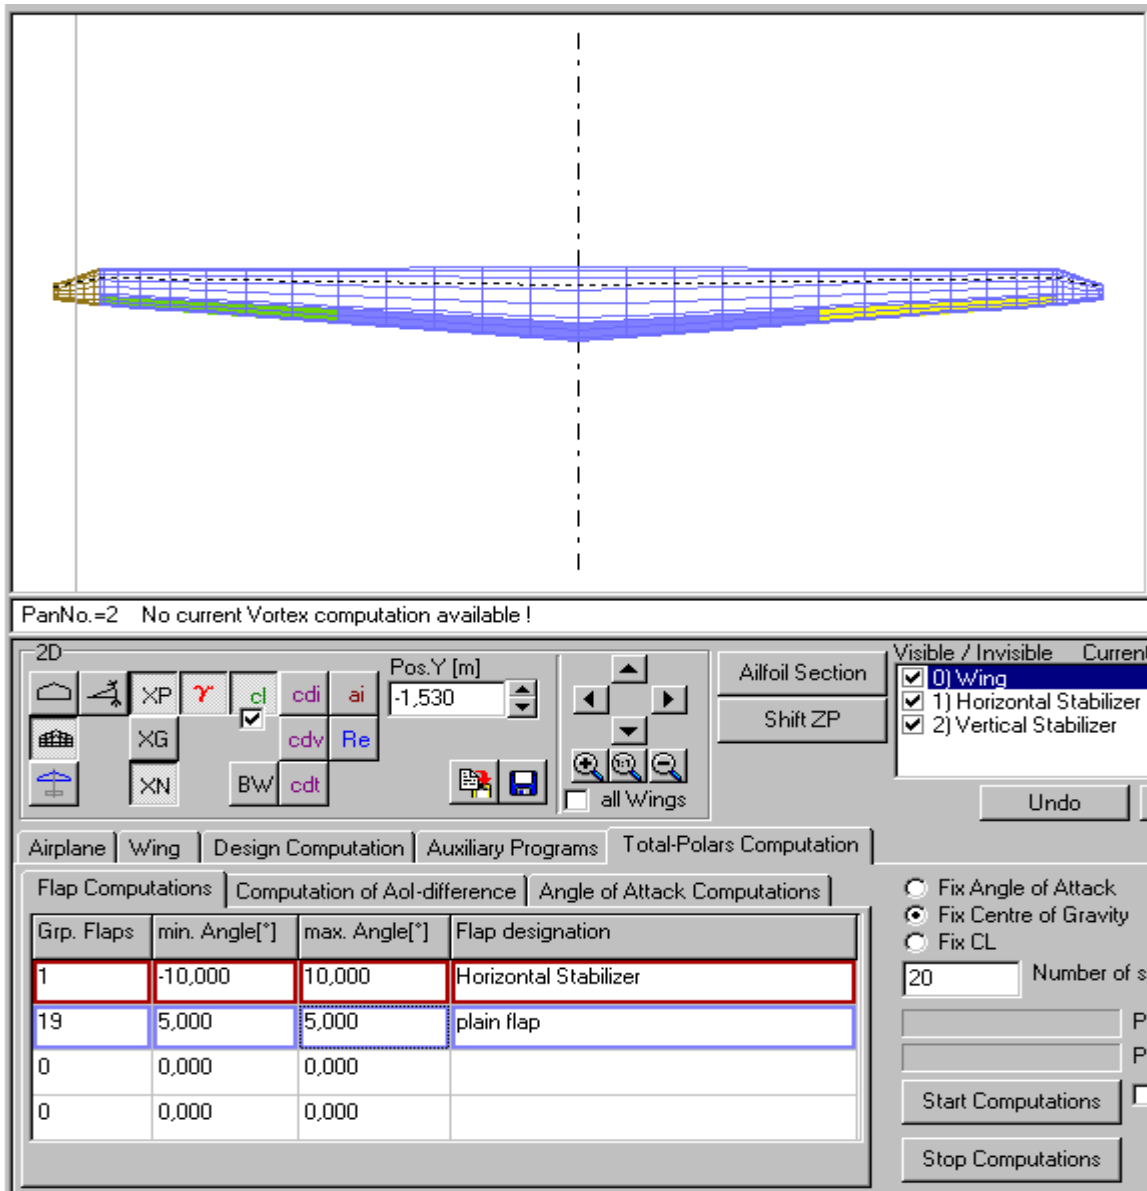 PanNo.=2 No current Vortex computation available !
2D
Visible / Invisible Current
XP γ cl cdi ai
Pos.Y [m]
-1,530
XG cdv Re
XN BW cdt
1:1
all Wings
Ailfoil Section
Shift ZP
0) Wing
1) Horizontal Stabilizer
2) Vertical Stabilizer
Undo
Airplane Wing Design Computation Auxiliary Programs Total-Polars Computation
Flap Computations Computation of AoI-difference Angle of Attack Computations
Grp. Flaps min. Angle[°] max. Angle[°] Flap designation
1 -10,000 10,000 Horizontal Stabilizer
19 5,000 5,000 plain flap
0 0,000 0,000
0 0,000 0,000
Fix Angle of Attack
Fix Centre of Gravity
Fix CL
20 Number of s
P
P
Start Computations
Stop Computations